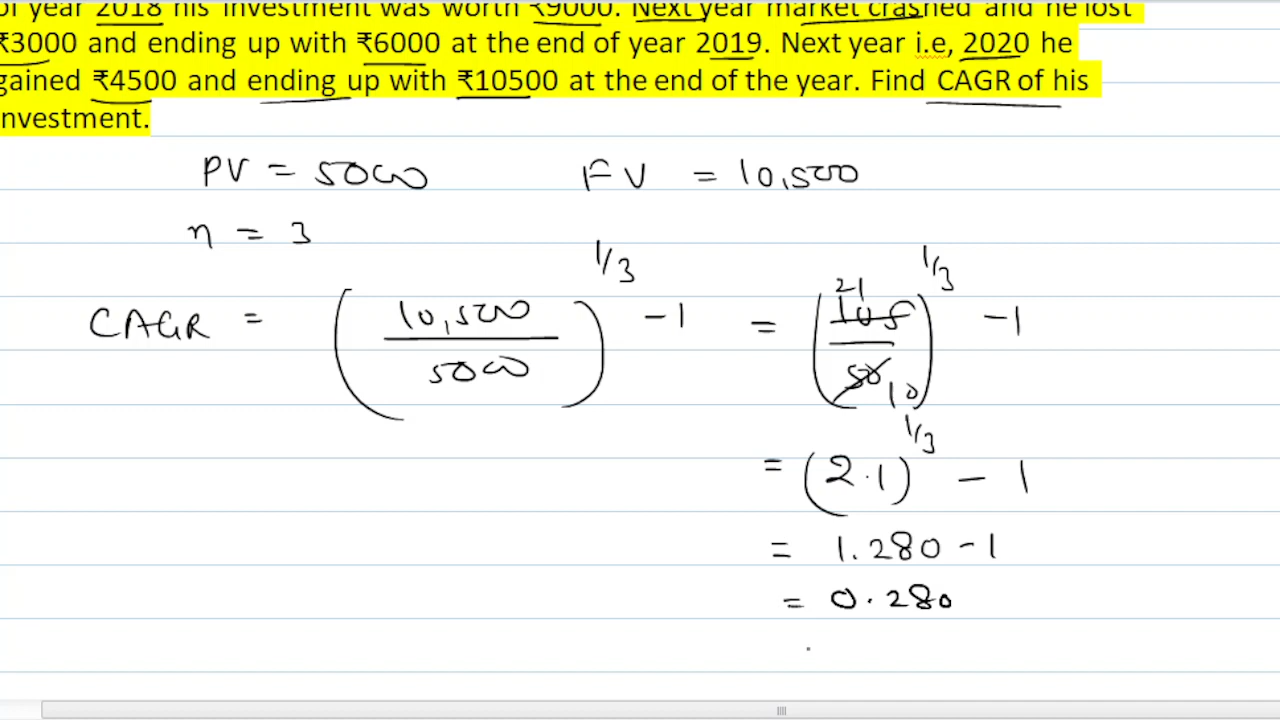 of year 2018 his investment was worth ₹9000. Next year market crashed and he lost
₹3000 and ending up with ₹6000 at the end of year 2019. Next year i.e, 2020 he
gained ₹4500 and ending up with ₹10500 at the end of the year. Find CAGR of his
nvestment.
PV = 5000 FV = 10,500
n = 3
CAGR = (10,500/5000)^1/3 - 1 = (105/50)^1/3 - 1
21
10
= (2.1)^1/3 - 1
= 1.280 - 1
= 0.280